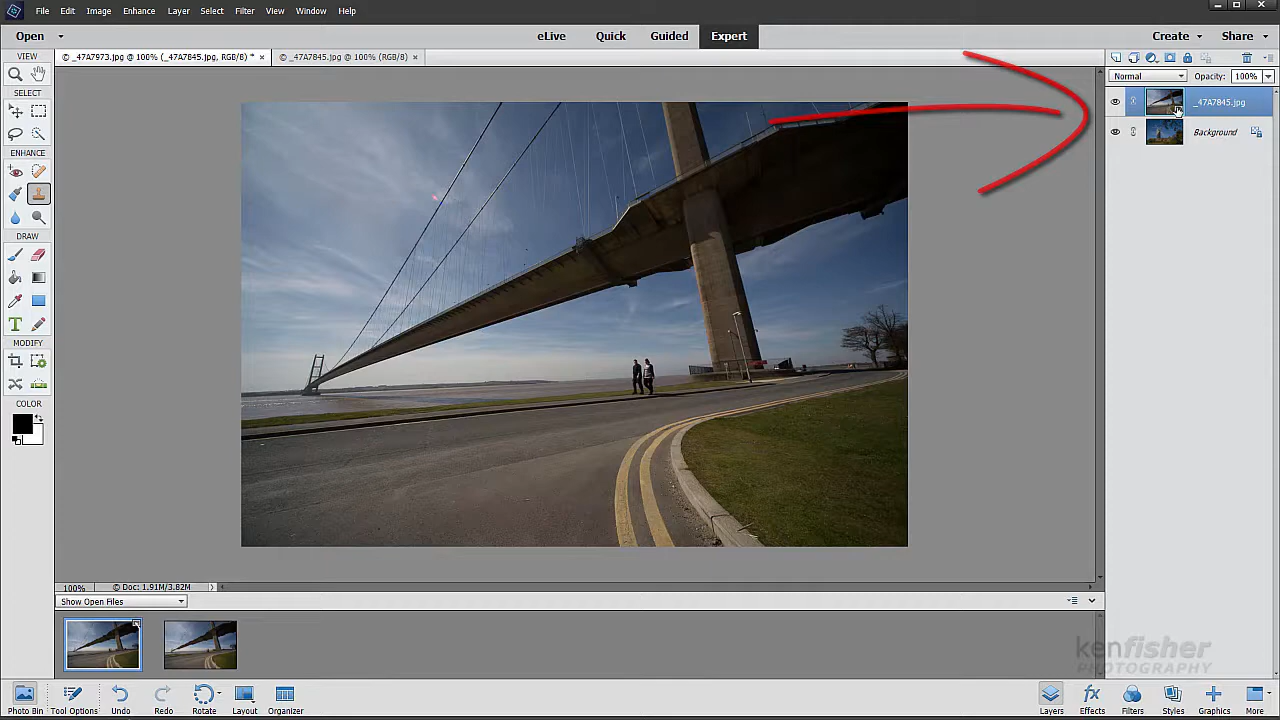 File Edit Image Enhance Layer Select Filter View Window Help
Open eLive Quick Guided Expert Create Share
VIEW
_47A7973.jpg @ 100% (_47A7845.jpg, RGB/8) * × _47A7845.jpg @ 100% (RGB/8) ×
Normal Opacity: 100%
SELECT
_47A7845.jpg
Background
ENHANCE
DRAW
MODIFY
COLOR
100% Doc: 1.91M/3.82M
Show Open Files
kenfisher
PHOTOGRAPHY
Photo Bin Tool Options Undo Redo Rotate Layout Organizer Layers Effects Filters Styles Graphics More